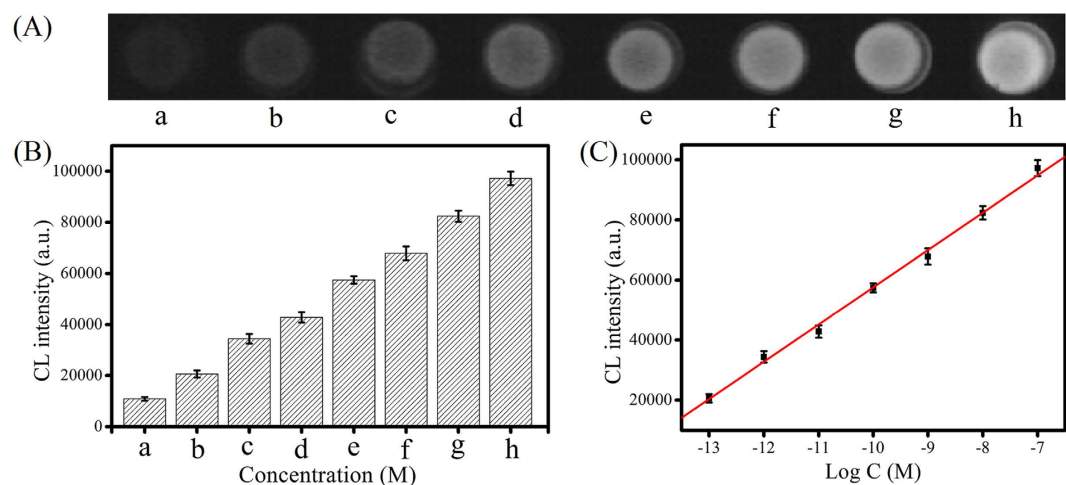 (A)
a b c d e f g h
(B)
CL intensity (a.u.)
100000
80000
60000
40000
20000
0
a b c d e f g h
Concentration (M)
(C)
CL intensity (a.u.)
100000
80000
60000
40000
20000
-13 -12 -11 -10 -9 -8 -7
Log C (M)